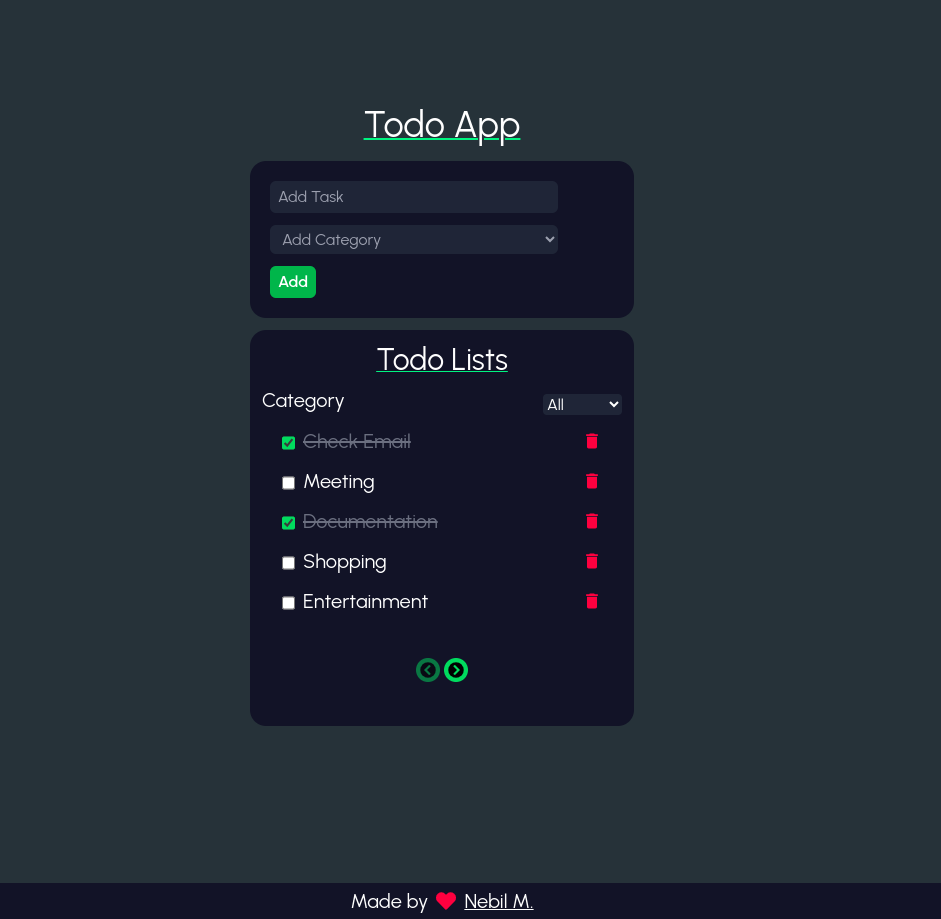 Todo App
Add Task
Add Category
Add
Todo Lists
Category All
Check Email
Meeting
Documentation
Shopping
Entertainment
Made by Nebil M.